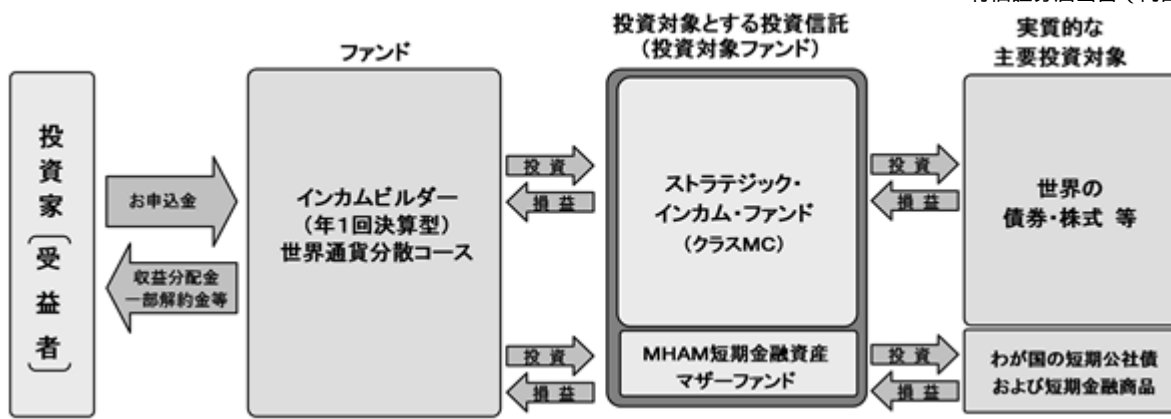 投資対象とする投資信託
(投資対象ファンド)
実質的な
主要投資対象
ファンド
投資家(受益者)
お申込金
収益分配金
一部解約金等
インカムビルダー
(年1回決算型)
世界通貨分散コース
投資
損益
ストラテジック・
インカム・ファンド
(クラスMC)
投資
損益
世界の
債券・株式 等
投資
損益
MHAM短期金融資産
マザーファンド
投資
損益
わが国の短期公社債
および短期金融商品